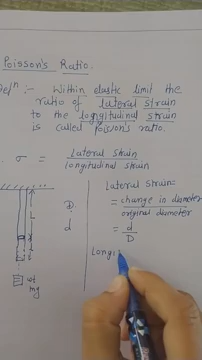 Poisson's Ratio.
Defⁿ :- Within elastic limit the
ratio of lateral strain
to the longitudinal strain
is called Poisson's ratio.
σ = Lateral Strain / longitudinal strain
Lateral Strain =
= change in diameter / original diameter
= d / D
Longi
L
D
d
l
wt
mg